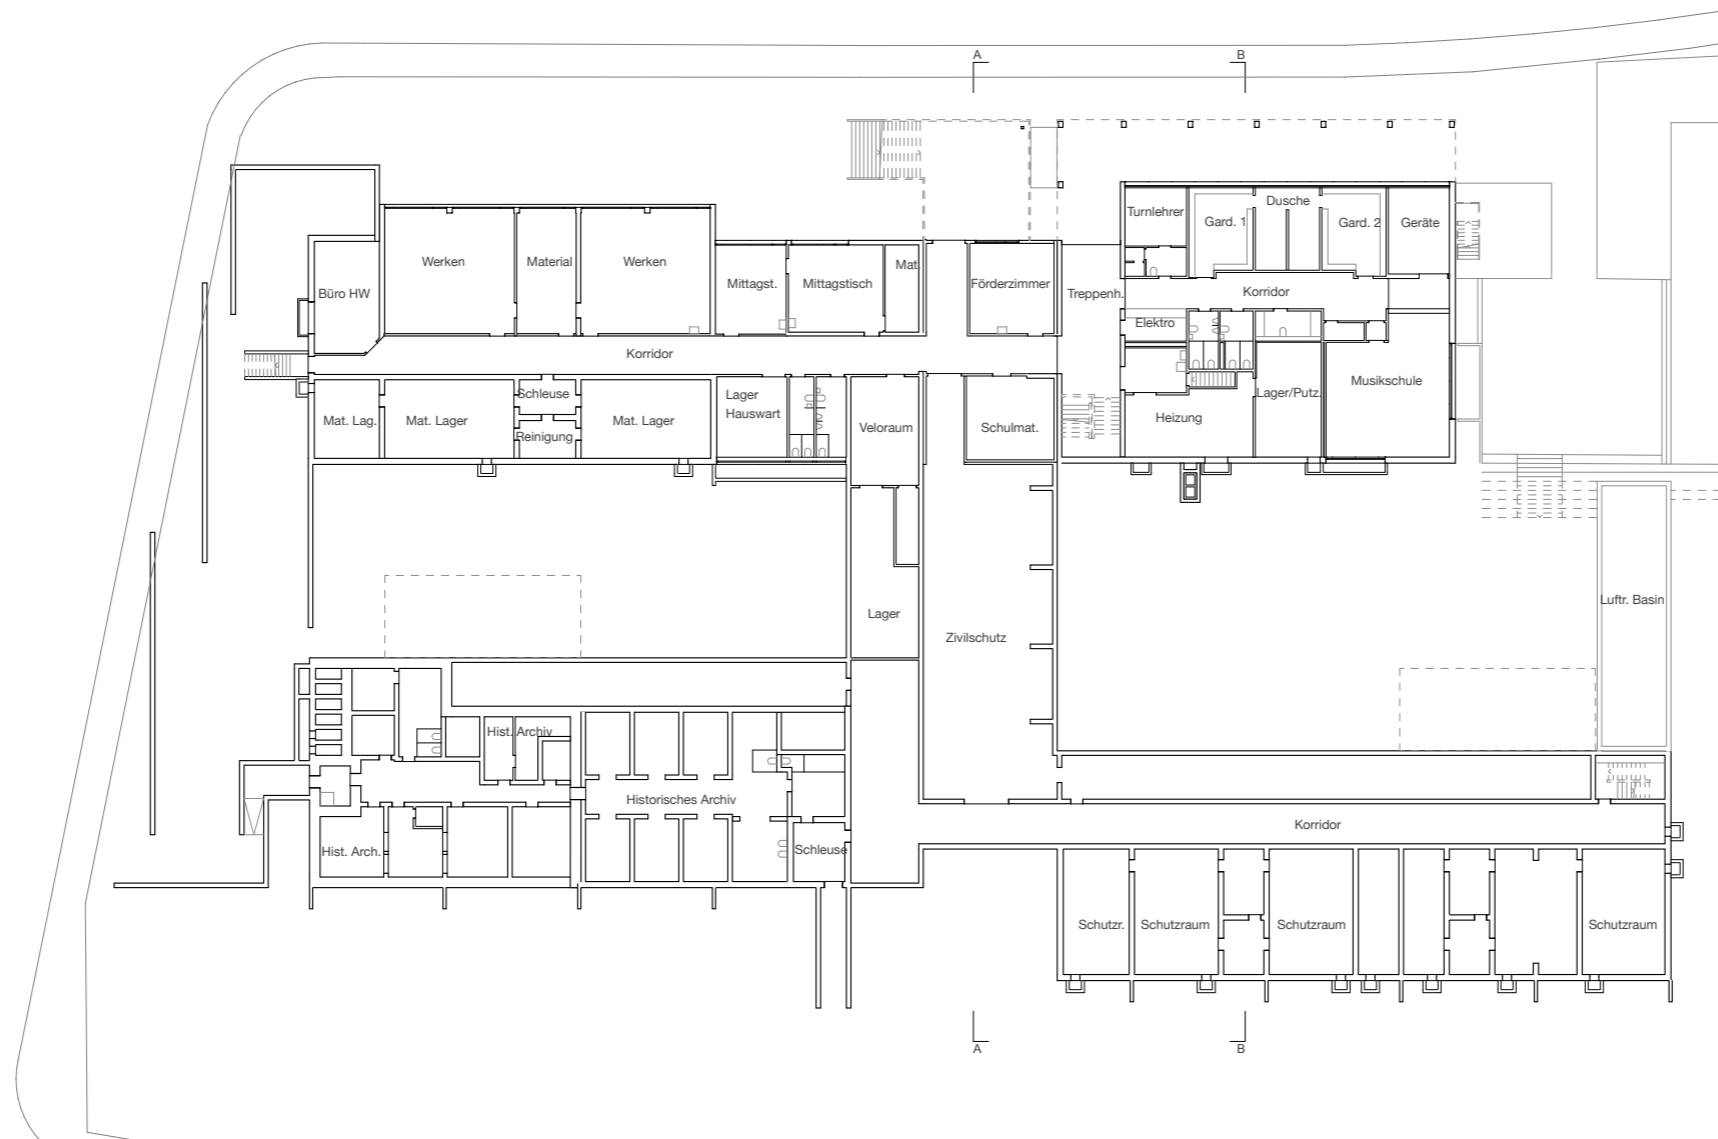 A
B
Turnlehrer
Gard. 1
Dusche
Gard. 2
Geräte
Werken
Material
Werken
Mittagst.
Mittagstisch
Mat.
Förderzimmer
Treppenh.
Korridor
Büro HW
Elektro
Korridor
Musikschule
Schleuse
Lager
Hauswart
Lager/Putz.
Mat. Lag.
Mat. Lager
Reinigung
Mat. Lager
Veloraum
Schulmat.
Heizung
Luftr. Basin
Lager
Zivilschutz
Hist. Archiv
Historisches Archiv
Korridor
Hist. Arch.
Schleuse
Schutzr.
Schutzraum
Schutzraum
Schutzraum
A
B